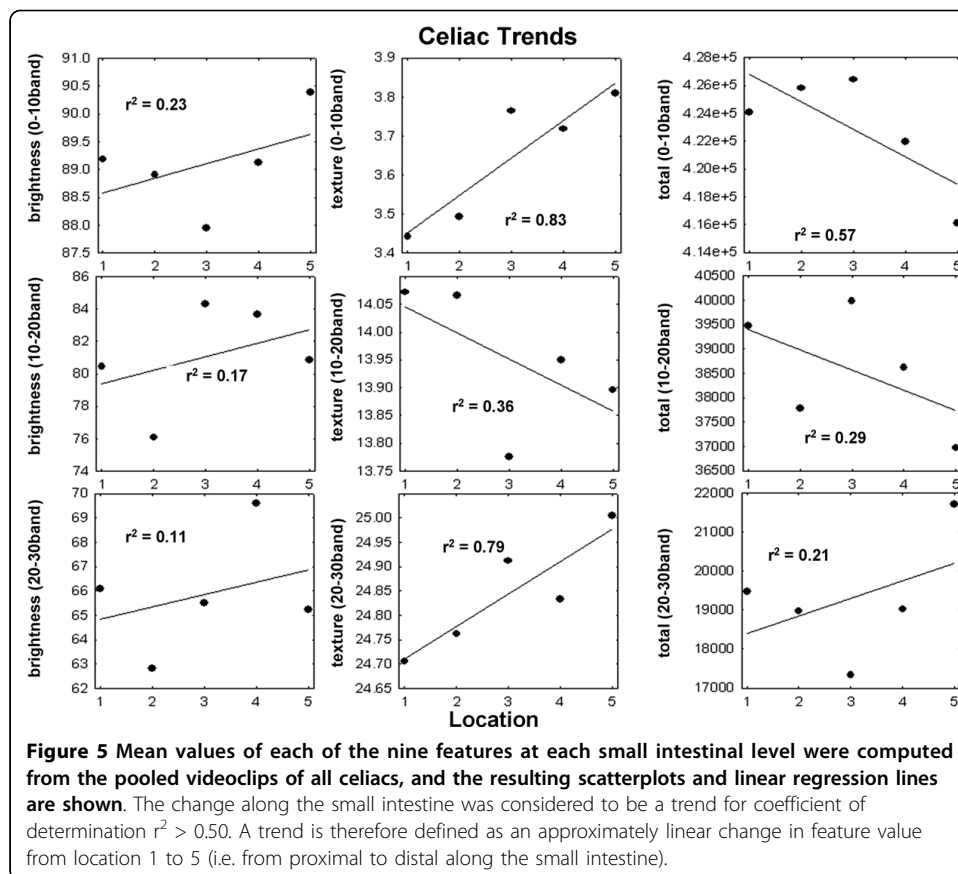 Celiac Trends
brightness (0-10band)
91.0
90.5
90.0
89.5
89.0
88.5
88.0
87.5
r² = 0.23
1 2 3 4 5
texture (0-10band)
3.9
3.8
3.7
3.6
3.5
3.4
r² = 0.83
1 2 3 4 5
total (0-10band)
4.28e+5
4.26e+5
4.24e+5
4.22e+5
4.20e+5
4.18e+5
4.16e+5
4.14e+5
r² = 0.57
1 2 3 4 5
brightness (10-20band)
86
84
82
80
78
76
74
r² = 0.17
1 2 3 4 5
texture (10-20band)
14.05
14.00
13.95
13.90
13.85
13.80
13.75
r² = 0.36
1 2 3 4 5
total (10-20band)
40500
40000
39500
39000
38500
38000
37500
37000
36500
r² = 0.29
1 2 3 4 5
brightness (20-30band)
70
69
68
67
66
65
64
63
62
r² = 0.11
1 2 3 4 5
texture (20-30band)
25.00
24.95
24.90
24.85
24.80
24.75
24.70
24.65
r² = 0.79
1 2 3 4 5
total (20-30band)
22000
21000
20000
19000
18000
17000
r² = 0.21
1 2 3 4 5
Location
Figure 5 Mean values of each of the nine features at each small intestinal level were computed
from the pooled videoclips of all celiacs, and the resulting scatterplots and linear regression lines
are shown. The change along the small intestine was considered to be a trend for coefficient of
determination r² > 0.50. A trend is therefore defined as an approximately linear change in feature value
from location 1 to 5 (i.e. from proximal to distal along the small intestine).